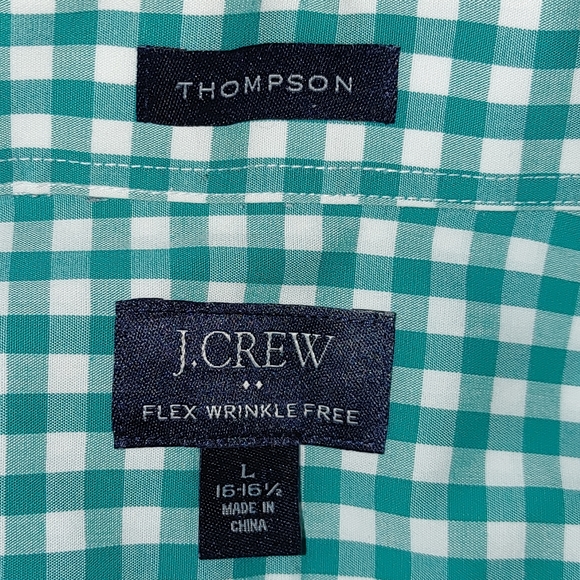 THOMPSON
J.CREW
FLEX WRINKLE FREE
L
16-16½
MADE IN
CHINA